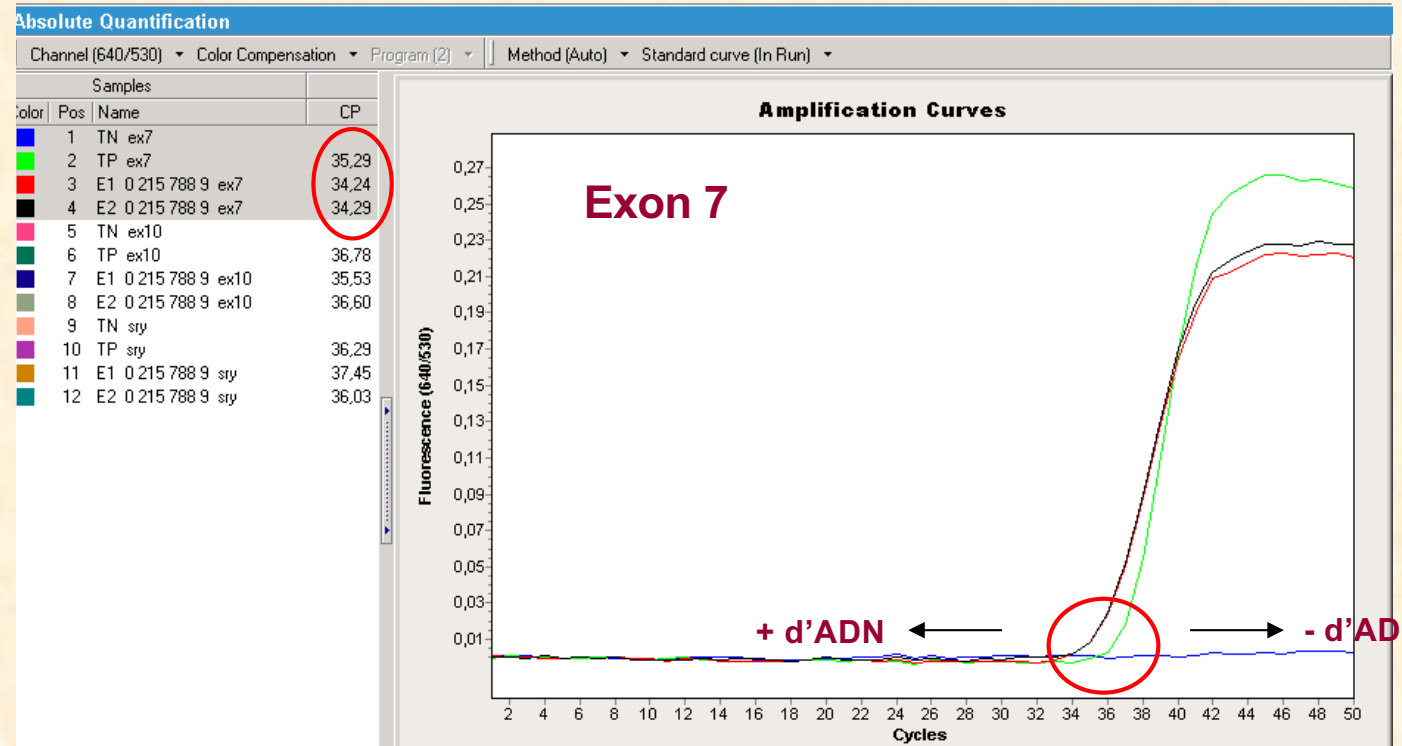 Absolute Quantification
Channel (640/530) Color Compensation Program (2) Method (Auto) Standard curve (In Run)
Samples
Color Pos Name CP
1 TN ex7
2 TP ex7 35,29
3 E1 0 215 788 9 ex7 34,24
4 E2 0 215 788 9 ex7 34,29
5 TN ex10
6 TP ex10 36,78
7 E1 0 215 788 9 ex10 35,53
8 E2 0 215 788 9 ex10 36,60
9 TN sry
10 TP sry 36,29
11 E1 0 215 788 9 sry 37,45
12 E2 0 215 788 9 sry 36,03
Amplification Curves
Exon 7
Fluorescence (640/530)
0,27
0,25
0,23
0,21
0,19
0,17
0,15
0,13
0,11
0,09
0,07
0,05
0,03
0,01
+ d'ADN
- d'AD
2 4 6 8 10 12 14 16 18 20 22 24 26 28 30 32 34 36 38 40 42 44 46 48 50
Cycles